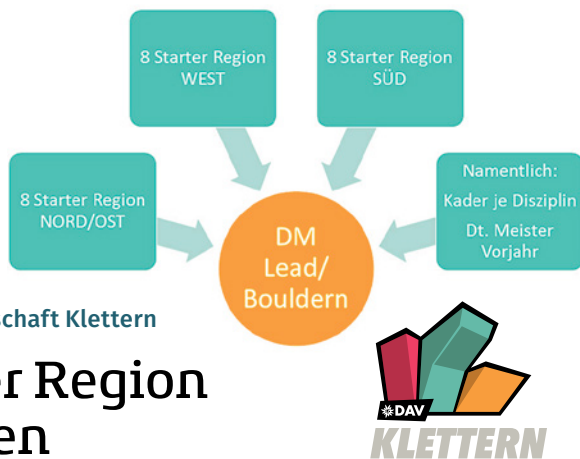 8 Starter Region
WEST
8 Starter Region
SÜD
8 Starter Region
NORD/OST
Namentlich:
Kader je Disziplin
Dt. Meister
Vorjahr
DM
Lead/
Bouldern
schaft Klettern
r Region
en
DAV
KLETTERN